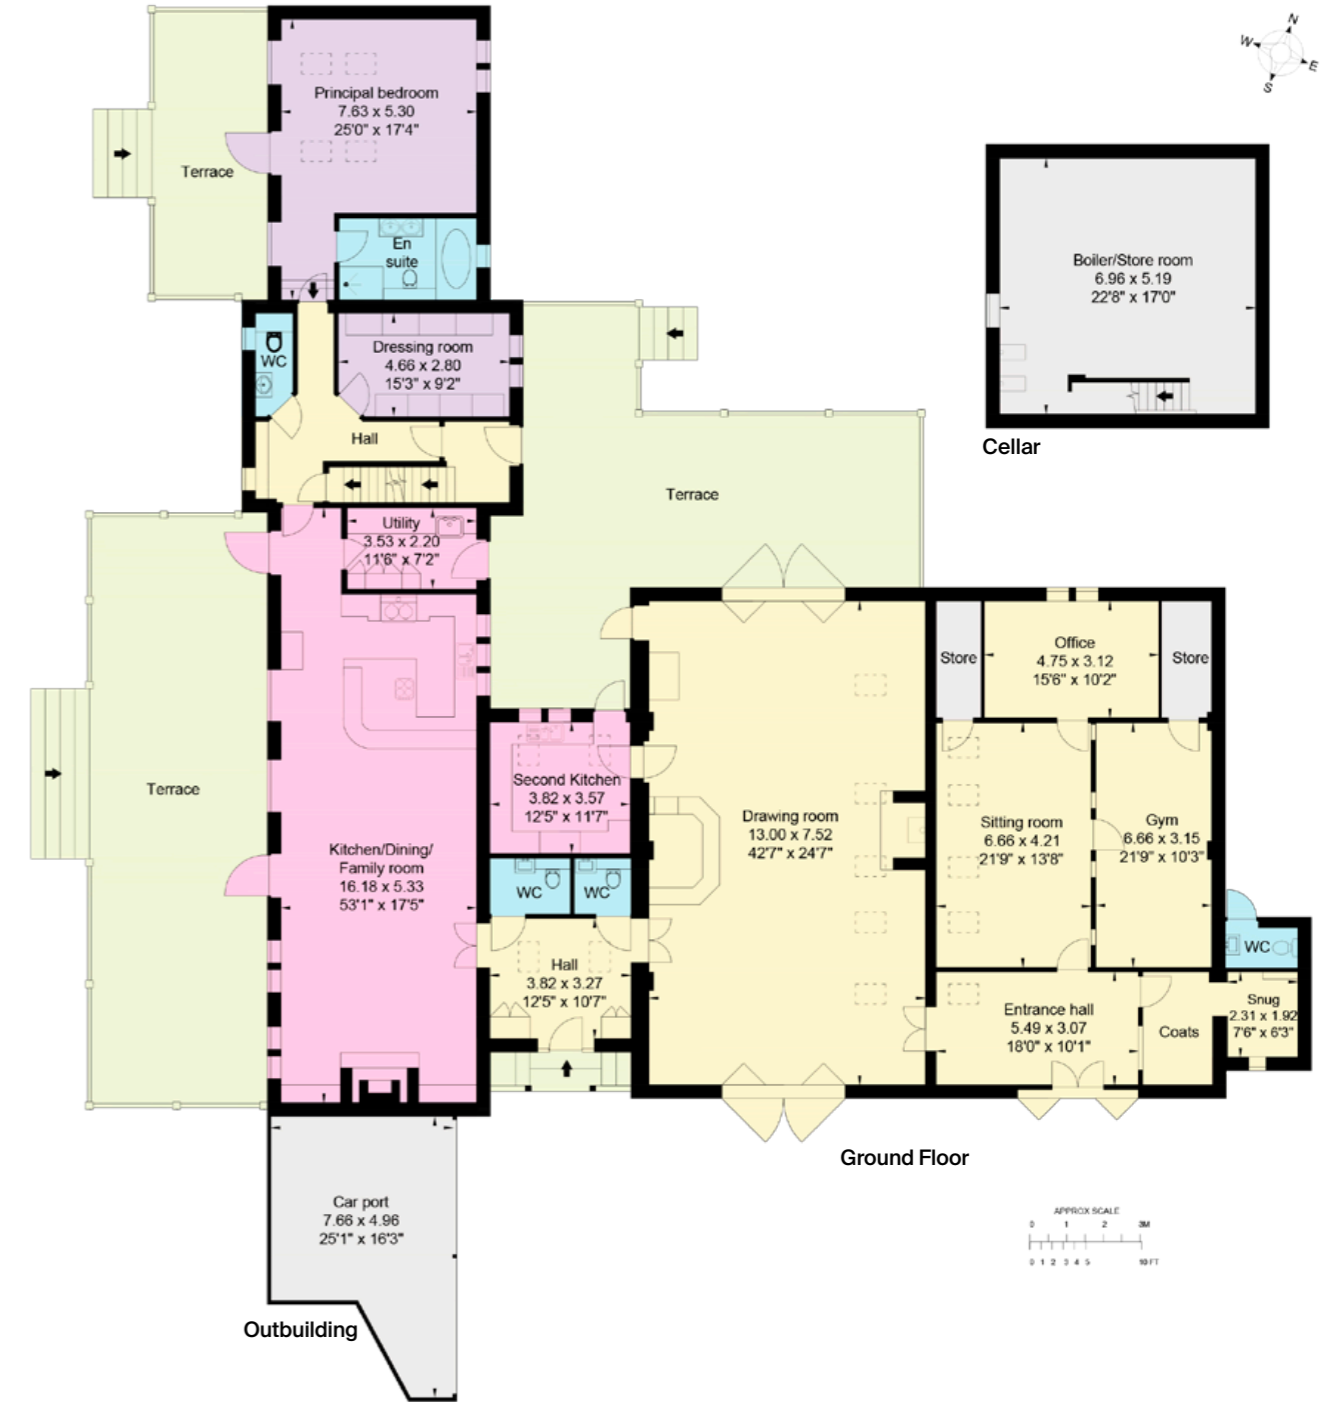 N
W
E
S
Principal bedroom
7.63 x 5.30
25'0" x 17'4"
Terrace
En
suite
WC
Dressing room
4.66 x 2.80
15'3" x 9'2"
Hall
Boiler/Store room
6.96 x 5.19
22'8" x 17'0"
Cellar
Terrace
Utility
3.53 x 2.20
11'6" x 7'2"
Terrace
Kitchen/Dining/
Family room
16.18 x 5.33
53'1" x 17'5"
Second Kitchen
3.82 x 3.57
12'5" x 11'7"
WC
WC
Hall
3.82 x 3.27
12'5" x 10'7"
Drawing room
13.00 x 7.52
42'7" x 24'7"
Store
Office
4.75 x 3.12
15'6" x 10'2"
Store
Sitting room
6.66 x 4.21
21'9" x 13'8"
Gym
6.66 x 3.15
21'9" x 10'3"
WC
Entrance hall
5.49 x 3.07
18'0" x 10'1"
Coats
Snug
2.31 x 1.92
7'6" x 6'3"
Ground Floor
Car port
7.66 x 4.96
25'1" x 16'3"
Outbuilding
APPROX SCALE
0 1 2 3M
0 1 2 3 4 5 10 FT